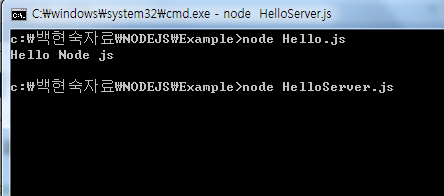 C:₩windows₩system32₩cmd.exe - node  HelloServer.js
c:₩백현숙자료₩NODEJS₩Example>node Hello.js
Hello Node js
c:₩백현숙자료₩NODEJS₩Example>node HelloServer.js